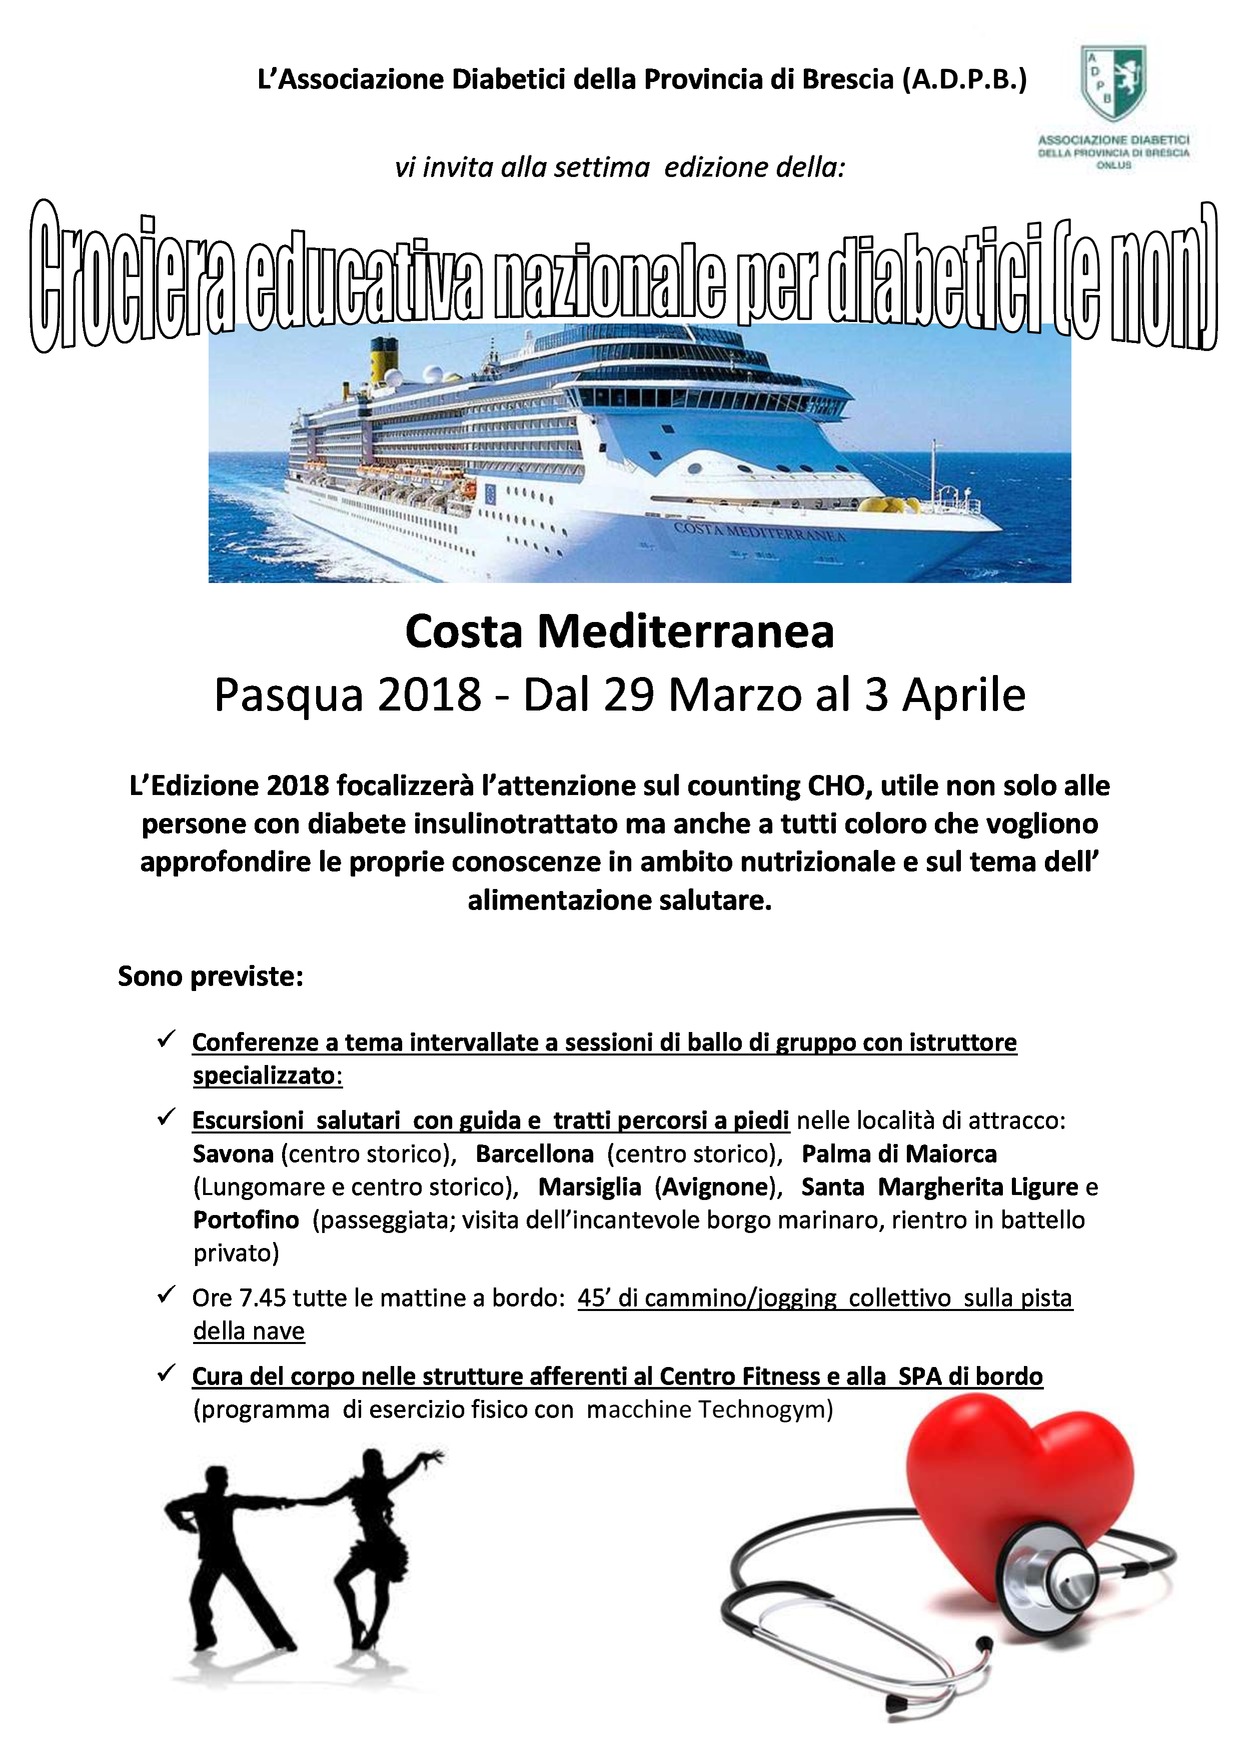 L'Associazione Diabetici della Provincia di Brescia (A.D.P.B.)
A
D
P
B
ASSOCIAZIONE DIABETICI
DELLA PROVINCIA DI BRESCIA
ONLUS
vi invita alla settima  edizione della:
Crociera educativa nazionale per diabetici (e non)
COSTA MEDITERRANEA
Costa Mediterranea
Pasqua 2018 - Dal 29 Marzo al 3 Aprile
L'Edizione 2018 focalizzerà l'attenzione sul counting CHO, utile non solo alle
persone con diabete insulinotrattato ma anche a tutti coloro che vogliono
approfondire le proprie conoscenze in ambito nutrizionale e sul tema dell'
alimentazione salutare.
Sono previste:
✓ Conferenze a tema intervallate a sessioni di ballo di gruppo con istruttore
specializzato:
✓ Escursioni  salutari  con guida e  tratti percorsi a piedi nelle località di attracco:
Savona (centro storico),  Barcellona  (centro storico),  Palma di Maiorca
(Lungomare e centro storico),  Marsiglia  (Avignone),  Santa  Margherita Ligure e
Portofino  (passeggiata; visita dell'incantevole borgo marinaro, rientro in battello
privato)
✓ Ore 7.45 tutte le mattine a bordo:  45' di cammino/jogging  collettivo  sulla pista
della nave
✓ Cura del corpo nelle strutture afferenti al Centro Fitness e alla  SPA di bordo
(programma  di esercizio fisico con  macchine Technogym)